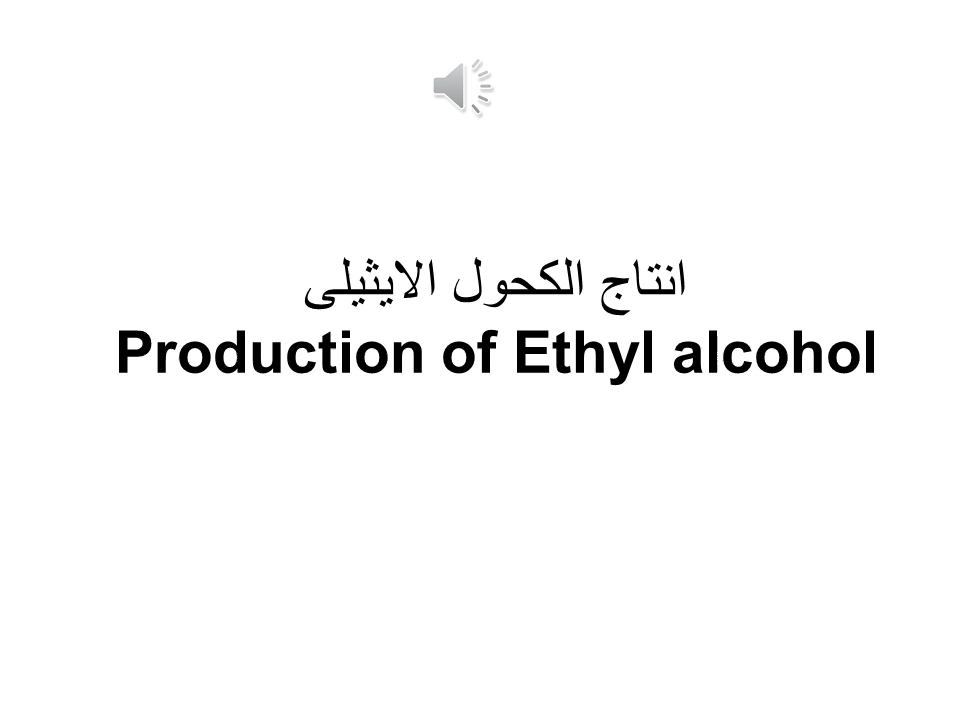 انتاج الكحول الايثيلى
Production of Ethyl alcohol